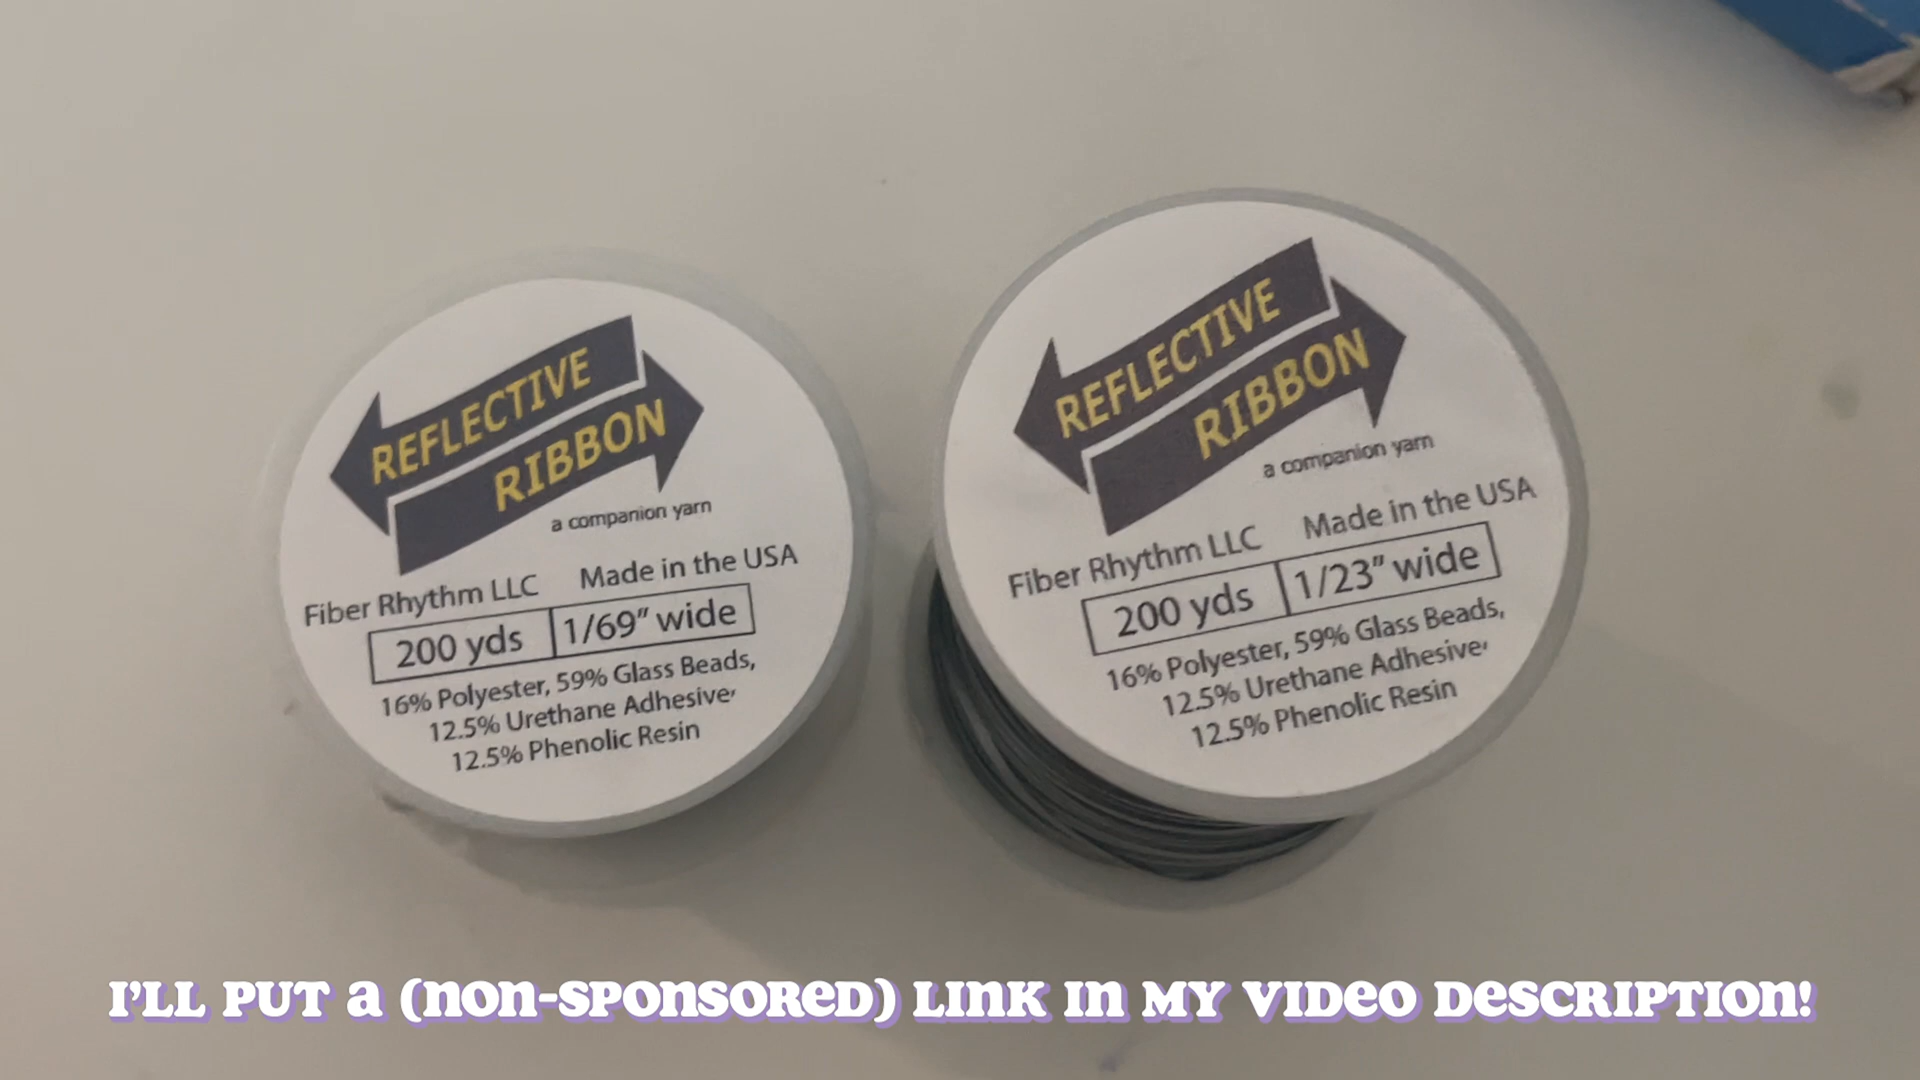 REFLECTIVE
RIBBON
a companion yarn
Fiber Rhythm LLC Made in the USA
200 yds 1/69” wide
16% Polyester, 59% Glass Beads,
12.5% Urethane Adhesive,
12.5% Phenolic Resin
REFLECTIVE
RIBBON
a companion yarn
Fiber Rhythm LLC Made in the USA
200 yds 1/23” wide
16% Polyester, 59% Glass Beads,
12.5% Urethane Adhesive,
12.5% Phenolic Resin
I’LL PUT a (non-SPONSORED) LINK IN MY VIDEO DESCRIPTION!